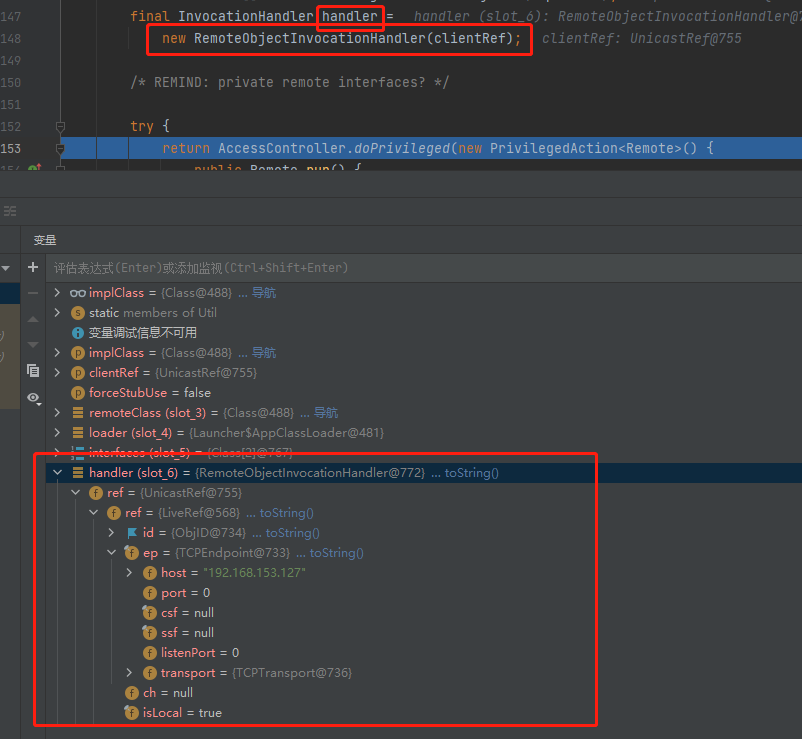 147 final InvocationHandler handler = handler (slot_6): RemoteObjectInvocationHandler@7
148 new RemoteObjectInvocationHandler(clientRef); clientRef: UnicastRef@755
149
150 /* REMIND: private remote interfaces? */
151
152 try {
153 return AccessController.doPrivileged(new PrivilegedAction<Remote>() {
public Remote run() {
变量
评估表达式(Enter)或添加监视(Ctrl+Shift+Enter)
implClass = {Class@488} ... 导航
static members of Util
变量调试信息不可用
implClass = {Class@488} ... 导航
clientRef = {UnicastRef@755}
forceStubUse = false
remoteClass (slot_3) = {Class@488} ... 导航
loader (slot_4) = {Launcher$AppClassLoader@481}
interfaces (slot_5) = {Class[2]@767}
handler (slot_6) = {RemoteObjectInvocationHandler@772} ... toString()
ref = {UnicastRef@755}
ref = {LiveRef@568} ... toString()
id = {ObjID@734} ... toString()
ep = {TCPEndpoint@733} ... toString()
host = "192.168.153.127"
port = 0
csf = null
ssf = null
listenPort = 0
transport = {TCPTransport@736}
ch = null
isLocal = true